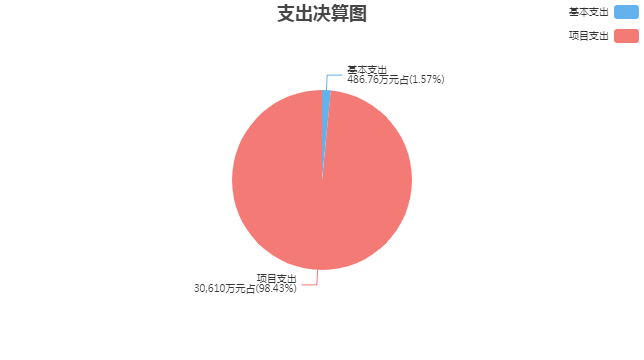 支出决算图
基本支出
项目支出
基本支出
486.76万元占(1.57%)
项目支出
30,610万元占(98.43%)